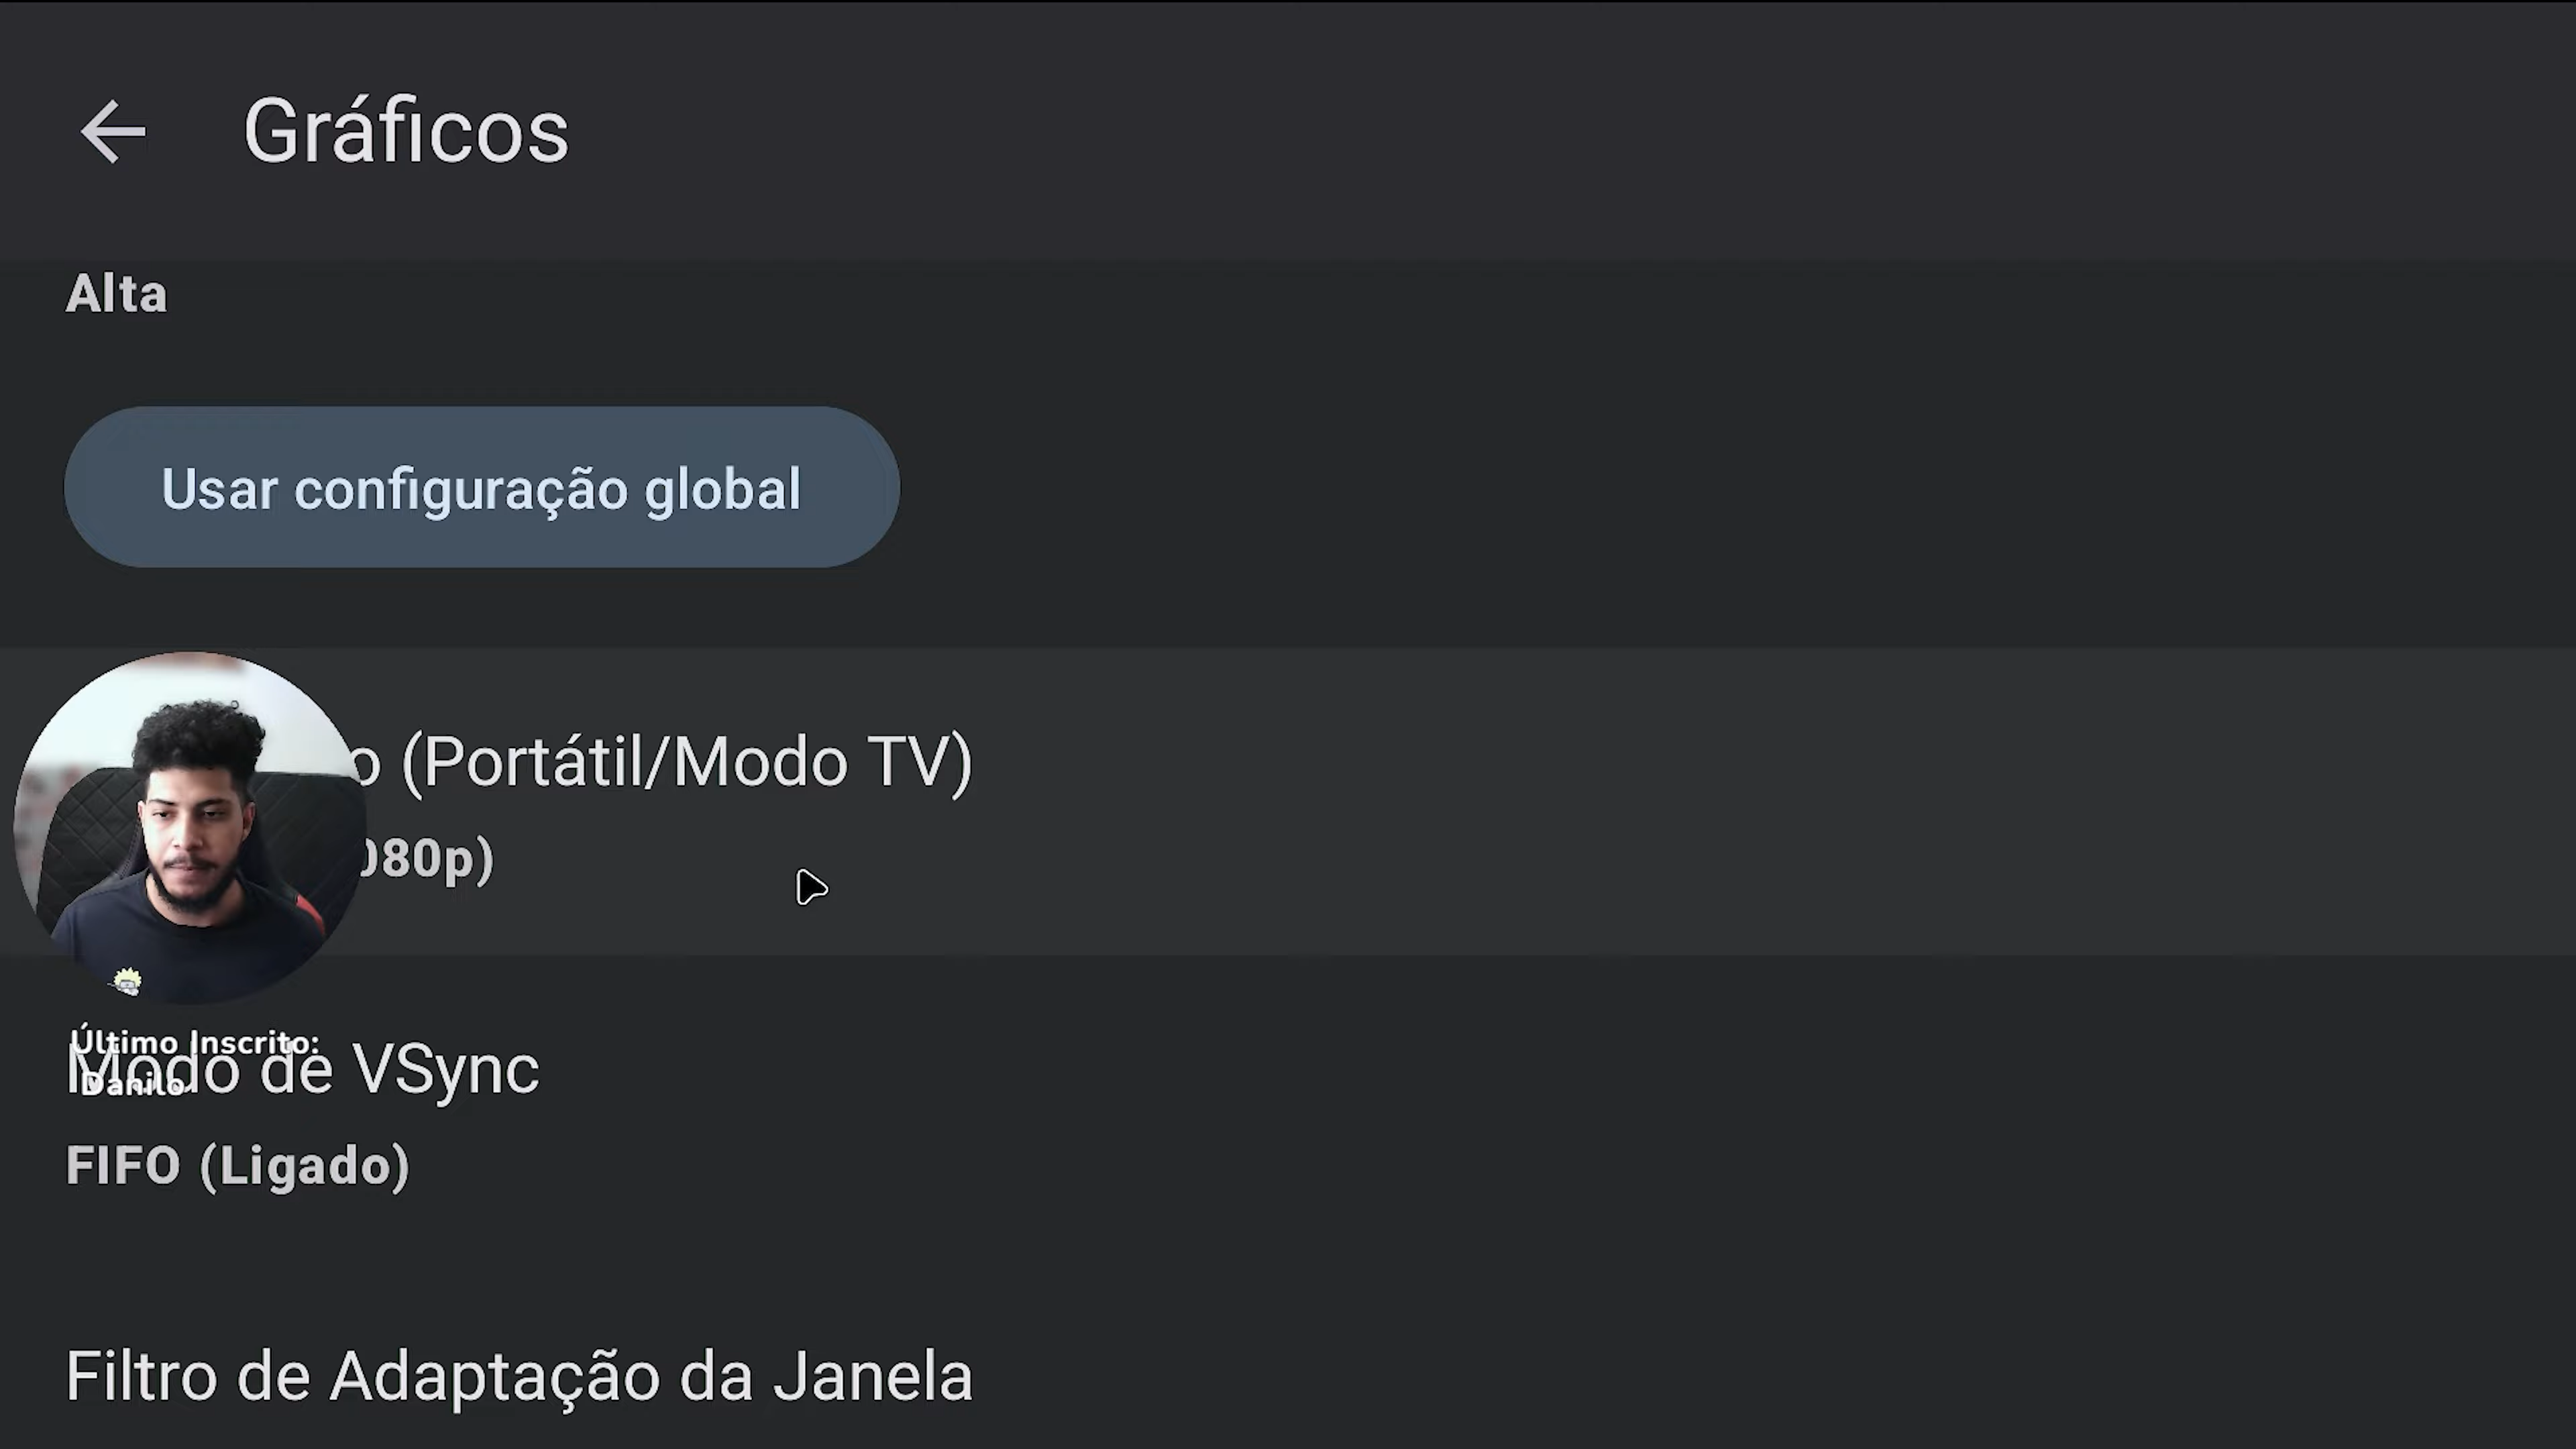 Gráficos
Alta
Usar configuração global
(Portátil/Modo TV)
Último Inscrito:
Modo de VSync
Danilo
FIFO (Ligado)
Filtro de Adaptação da Janela